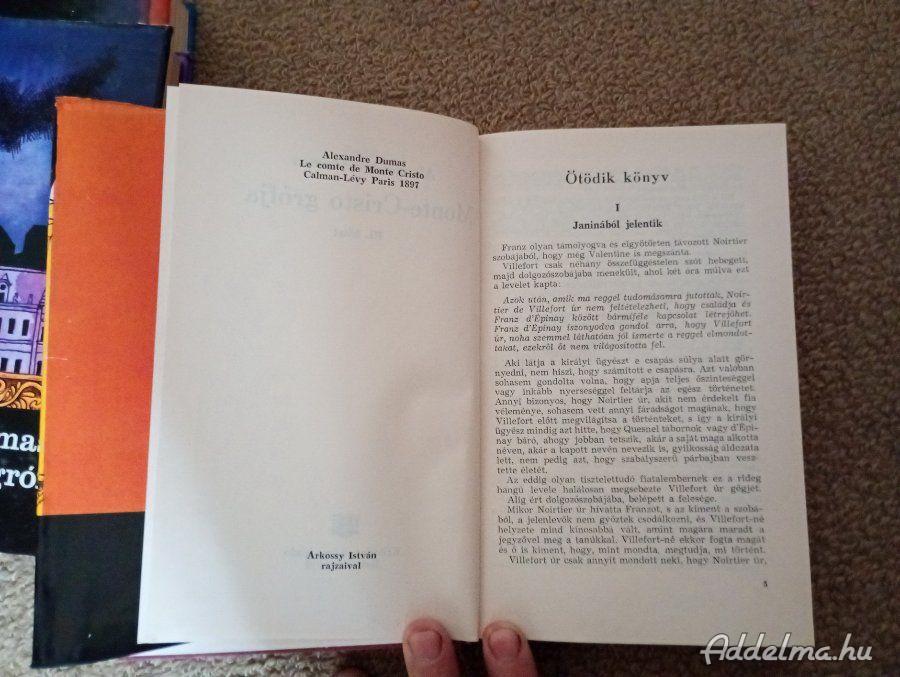 Alexandre Dumas
Le comte de Monte Cristo
Calman-Lévy Paris 1897
Árkossy István
rajzaival
Ötödik könyv
I
Janinából jelentik
Franz olyan támolyogva és elgyötörten távozott Noirtier
szobájából, hogy még Valentine is megszánta.
Villefort csak néhány összefüggéstelen szót hebegett,
majd dolgozószobájába menekült, ahol két óra múlva ezt
a levelet kapta:
Azok után, amik ma reggel tudomásomra jutottak, Noir-
tier de Villefort úr nem feltételezheti, hogy családja és
Franz d'Épinay között bármiféle kapcsolat létrejöhet.
Franz d'Épinay iszonyodva gondol arra, hogy Villefort
úr, noha szemmel láthatóan jól ismerte a reggel elmondot-
takat, ezekről őt nem világosította fel.
Aki látja a királyi ügyészt e csapás súlya alatt gör-
nyedni, nem hiszi, hogy számított e csapásra. Azt valóban
sohasem gondolta volna, hogy apja teljes őszinteséggel
vagy inkább nyerseséggel feltárja az egész történetet.
Annyi bizonyos, hogy Noirtier úr, akit nem érdekelt fia
véleménye, sohasem vett annyi fáradságot magának, hogy
Villefort előtt megvilágítsa a történteket, s így a királyi
ügyész mindig azt hitte, hogy Quesnel tábornok vagy d'Épi-
nay báró, ahogy jobban tetszik, akár a saját maga alkotta
néven, akár a kapott nevén nevezik is, gyilkosság áldozata
lett, nem pedig azt, hogy szabályszerű párbajban vesz-
tette életét.
Az eddig olyan tisztelettudó fiatalembernek ez a rideg
hangú levele halálosan megsebezte Villefort úr gőgjét.
Alig ért dolgozószobájába, belépett a felesége.
Mikor Noirtier úr hívatta Franzot, s az kiment a szobá-
ból, a jelenlevők nem győztek csodálkozni, és Villefort-né
helyzete mind kínosabbá vált, amint magára maradt a
jegyzővel meg a tanúkkal. Villefort-né ekkor fogta magát
és ő is kiment, hogy, mint mondta, megtudja, mi történt.
Villefort úr csak annyit mondott neki, hogy Noirtier úr,
5
mas
gró
Addelma.hu